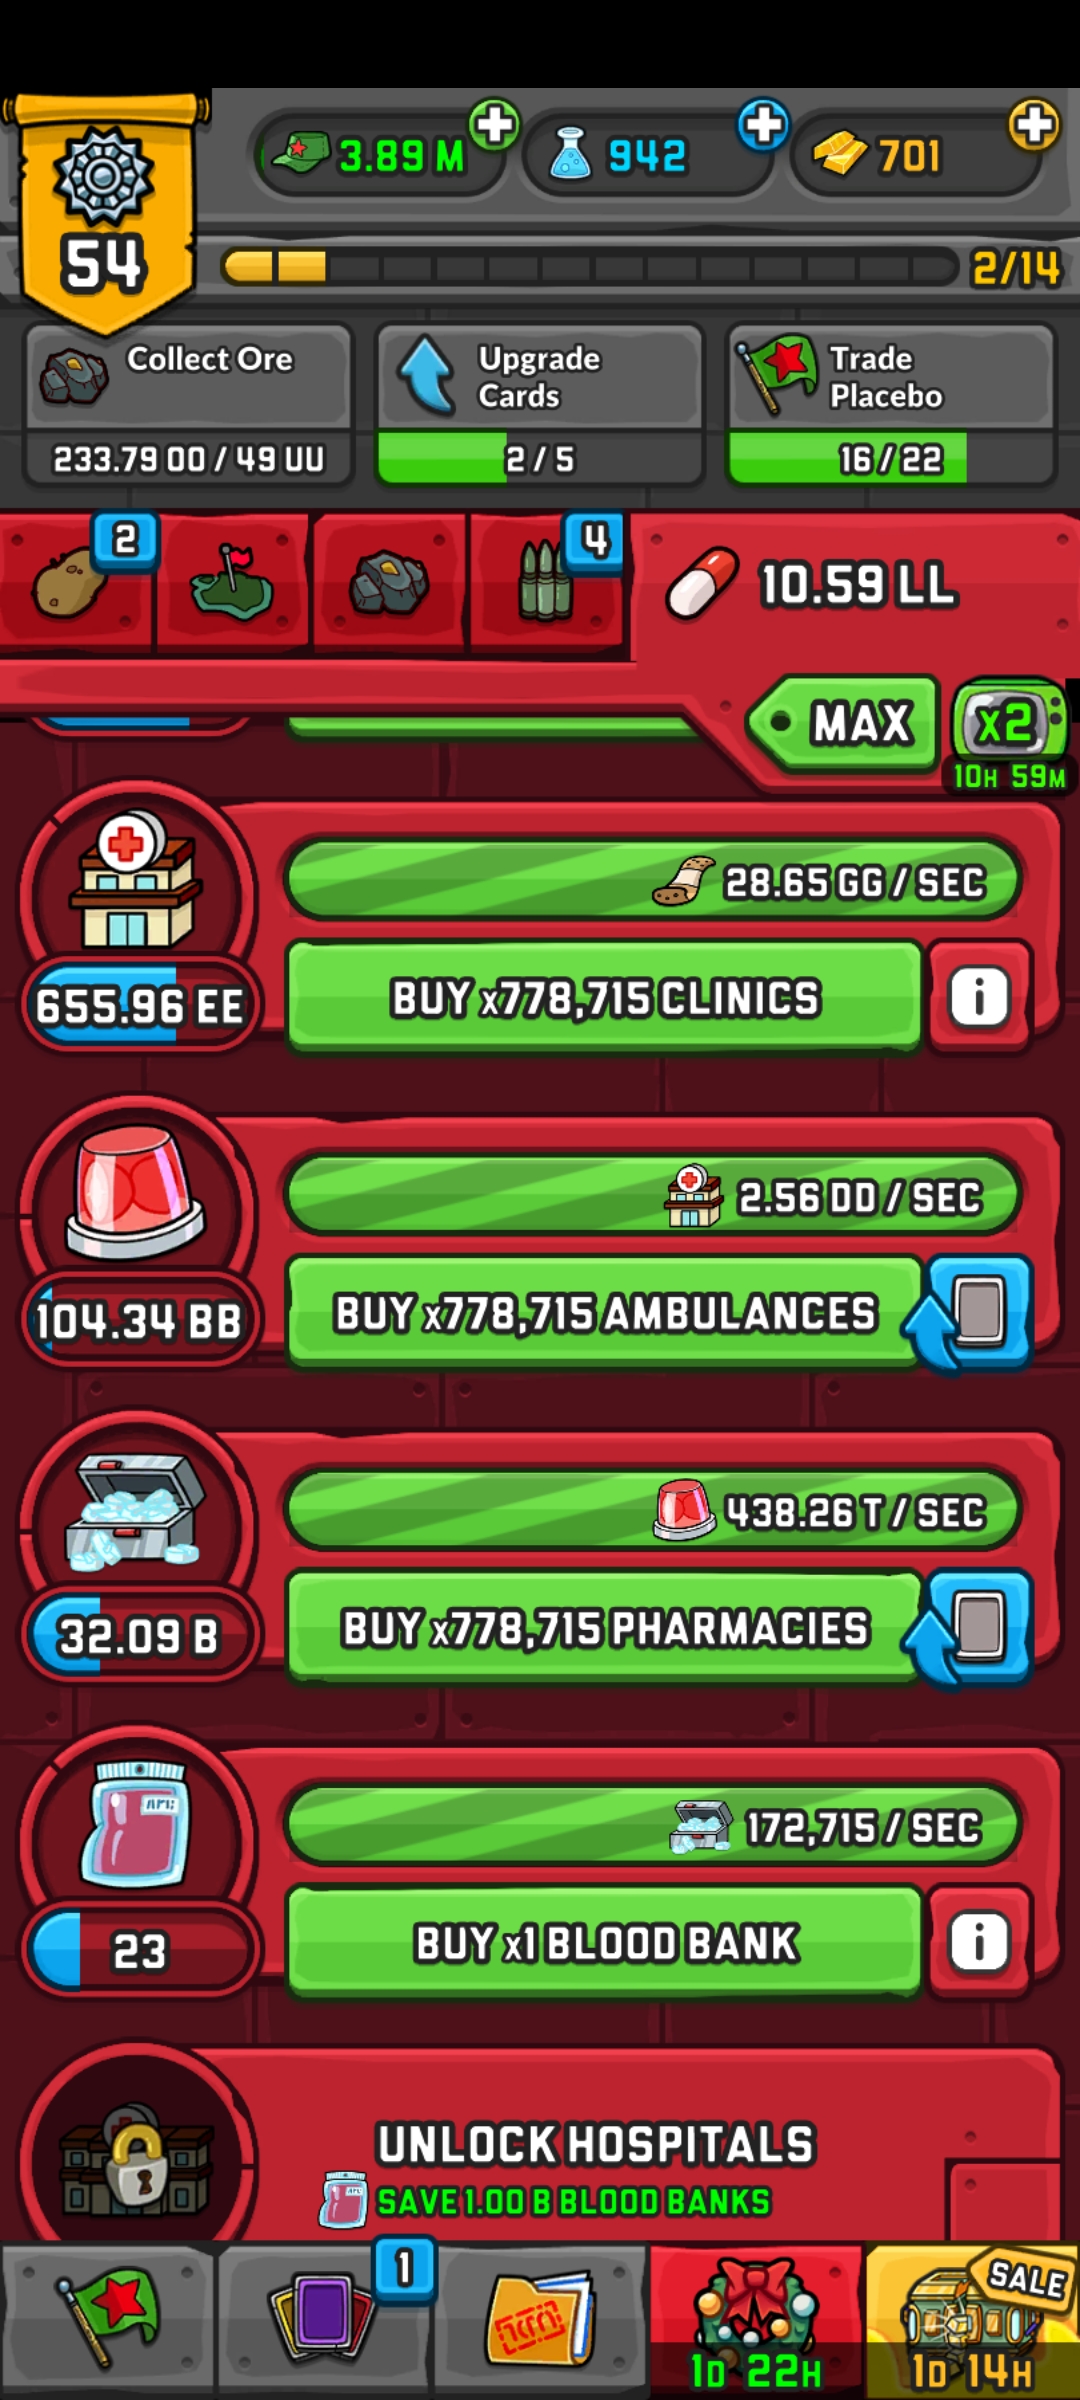 3.89 M
942
701
54
2/14
Collect Ore
Upgrade
Cards
Trade
Placebo
233.79 OO / 49 UU
2 / 5
16 / 22
2
4
10.59 LL
MAX
x2
10H 59M
28.65 GG / SEC
655.96 EE
BUY x778,715 CLINICS
i
2.56 DD / SEC
104.34 BB
BUY x778,715 AMBULANCES
438.26 T / SEC
32.09 B
BUY x778,715 PHARMACIES
172,715 / SEC
23
BUY x1 BLOOD BANK
i
UNLOCK HOSPITALS
SAVE 1.00 B BLOOD BANKS
1
SALE
1D 22H
1D 14H